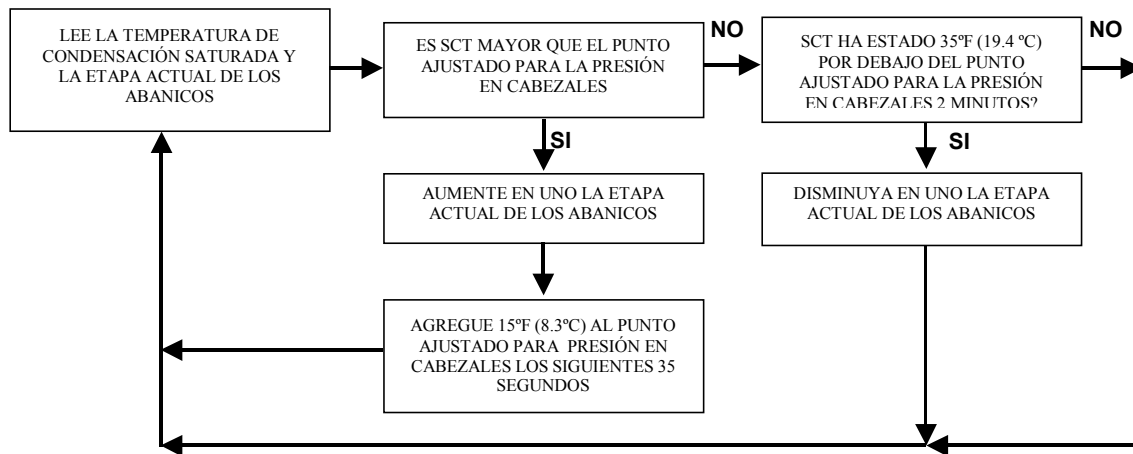 LEE LA TEMPERATURA DE
CONDENSACIÓN SATURADA Y
LA ETAPA ACTUAL DE LOS
ABANICOS
ES SCT MAYOR QUE EL PUNTO
AJUSTADO PARA LA PRESIÓN
EN CABEZALES
NO
SCT HA ESTADO 35ºF (19.4 ºC)
POR DEBAJO DEL PUNTO
AJUSTADO PARA LA PRESIÓN
EN CABEZALES 2 MINUTOS?
NO
SI
SI
AUMENTE EN UNO LA ETAPA
ACTUAL DE LOS ABANICOS
DISMINUYA EN UNO LA ETAPA
ACTUAL DE LOS ABANICOS
AGREGUE 15ºF (8.3ºC) AL PUNTO
AJUSTADO PARA PRESIÓN EN
CABEZALES LOS SIGUIENTES 35
SEGUNDOS